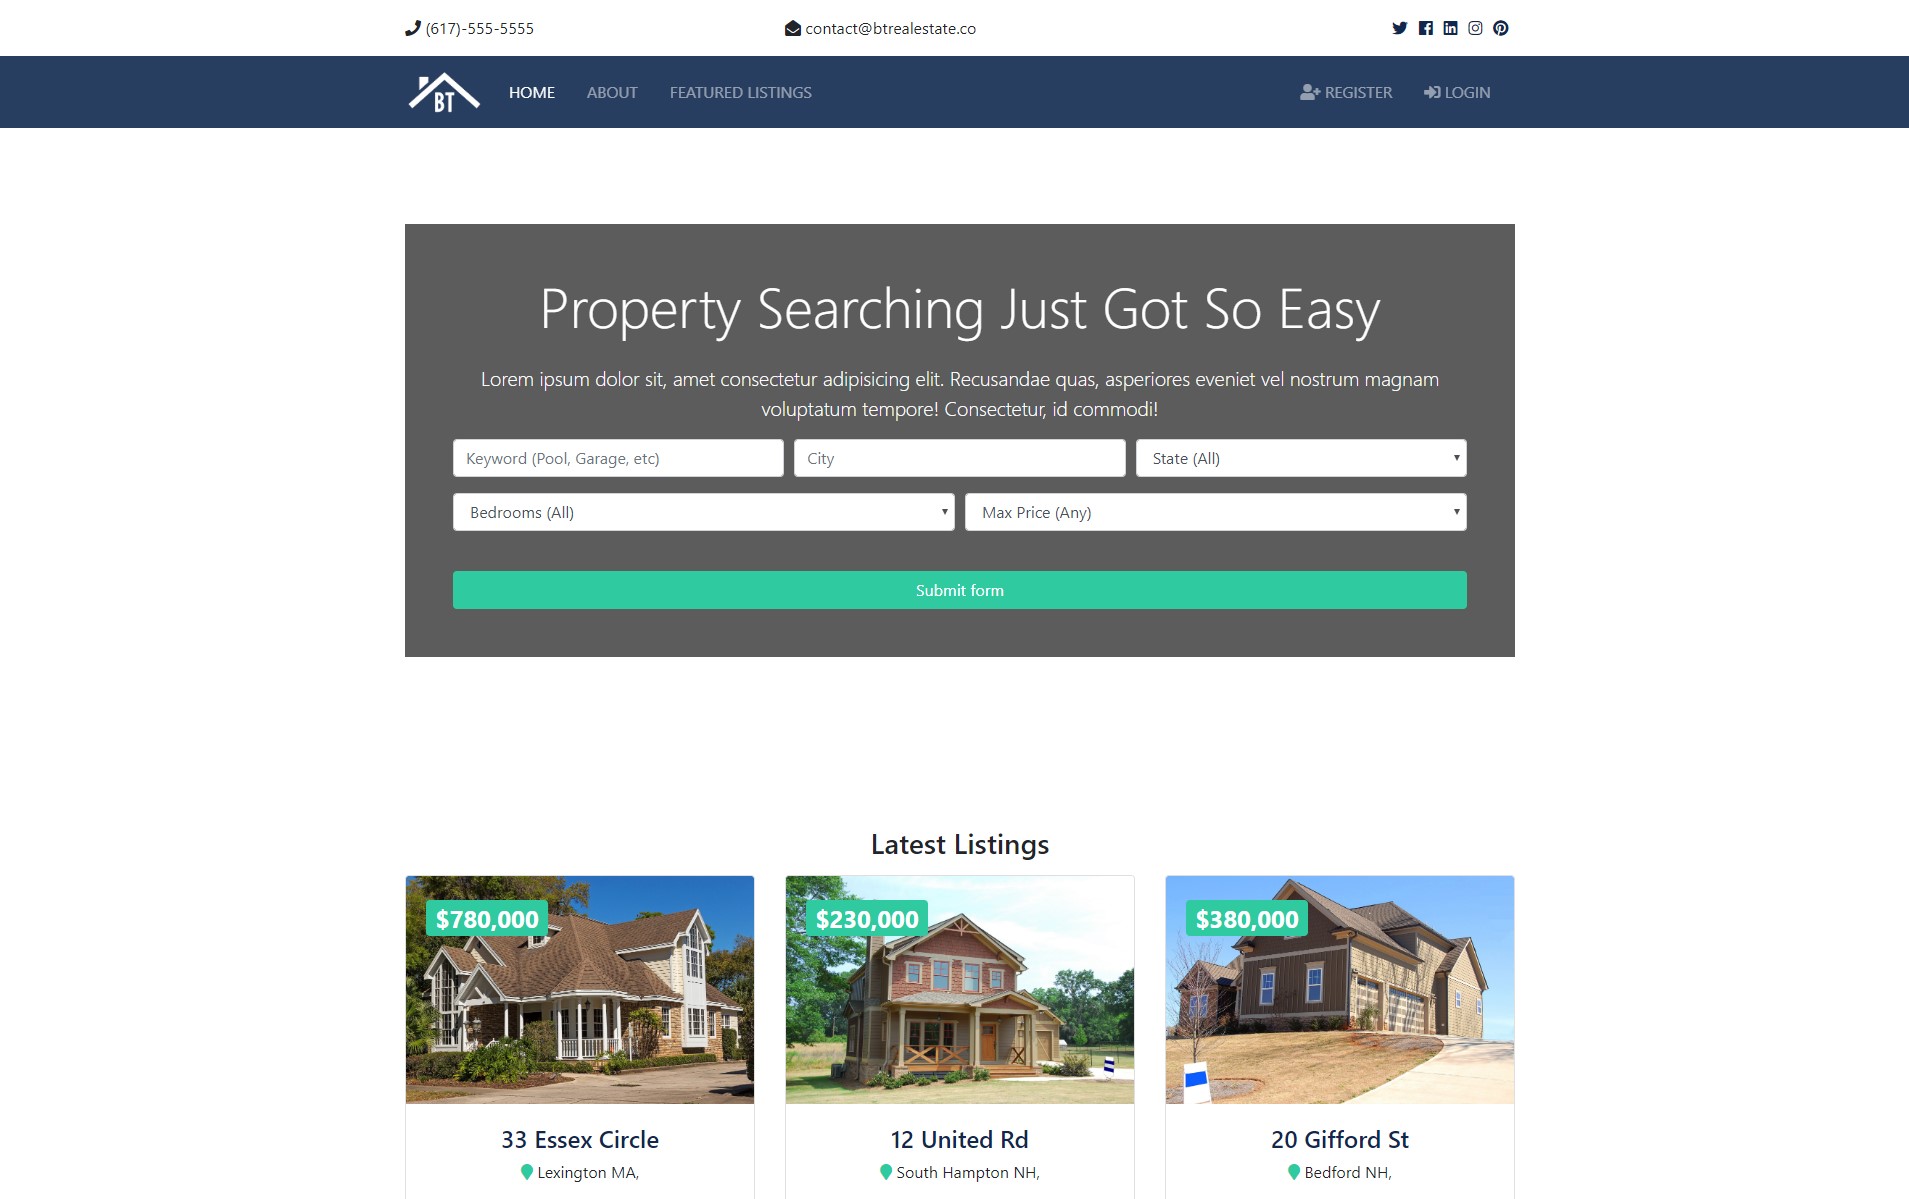 (617)-555-5555
contact@btrealestate.co
BT
HOME
ABOUT
FEATURED LISTINGS
REGISTER
LOGIN
Property Searching Just Got So Easy
Lorem ipsum dolor sit, amet consectetur adipisicing elit. Recusandae quas, asperiores eveniet vel nostrum magnam
voluptatum tempore! Consectetur, id commodi!
Keyword (Pool, Garage, etc)
City
State (All)
Bedrooms (All)
Max Price (Any)
Submit form
Latest Listings
$780,000
$230,000
$380,000
33 Essex Circle
12 United Rd
20 Gifford St
Lexington MA,
South Hampton NH,
Bedford NH,